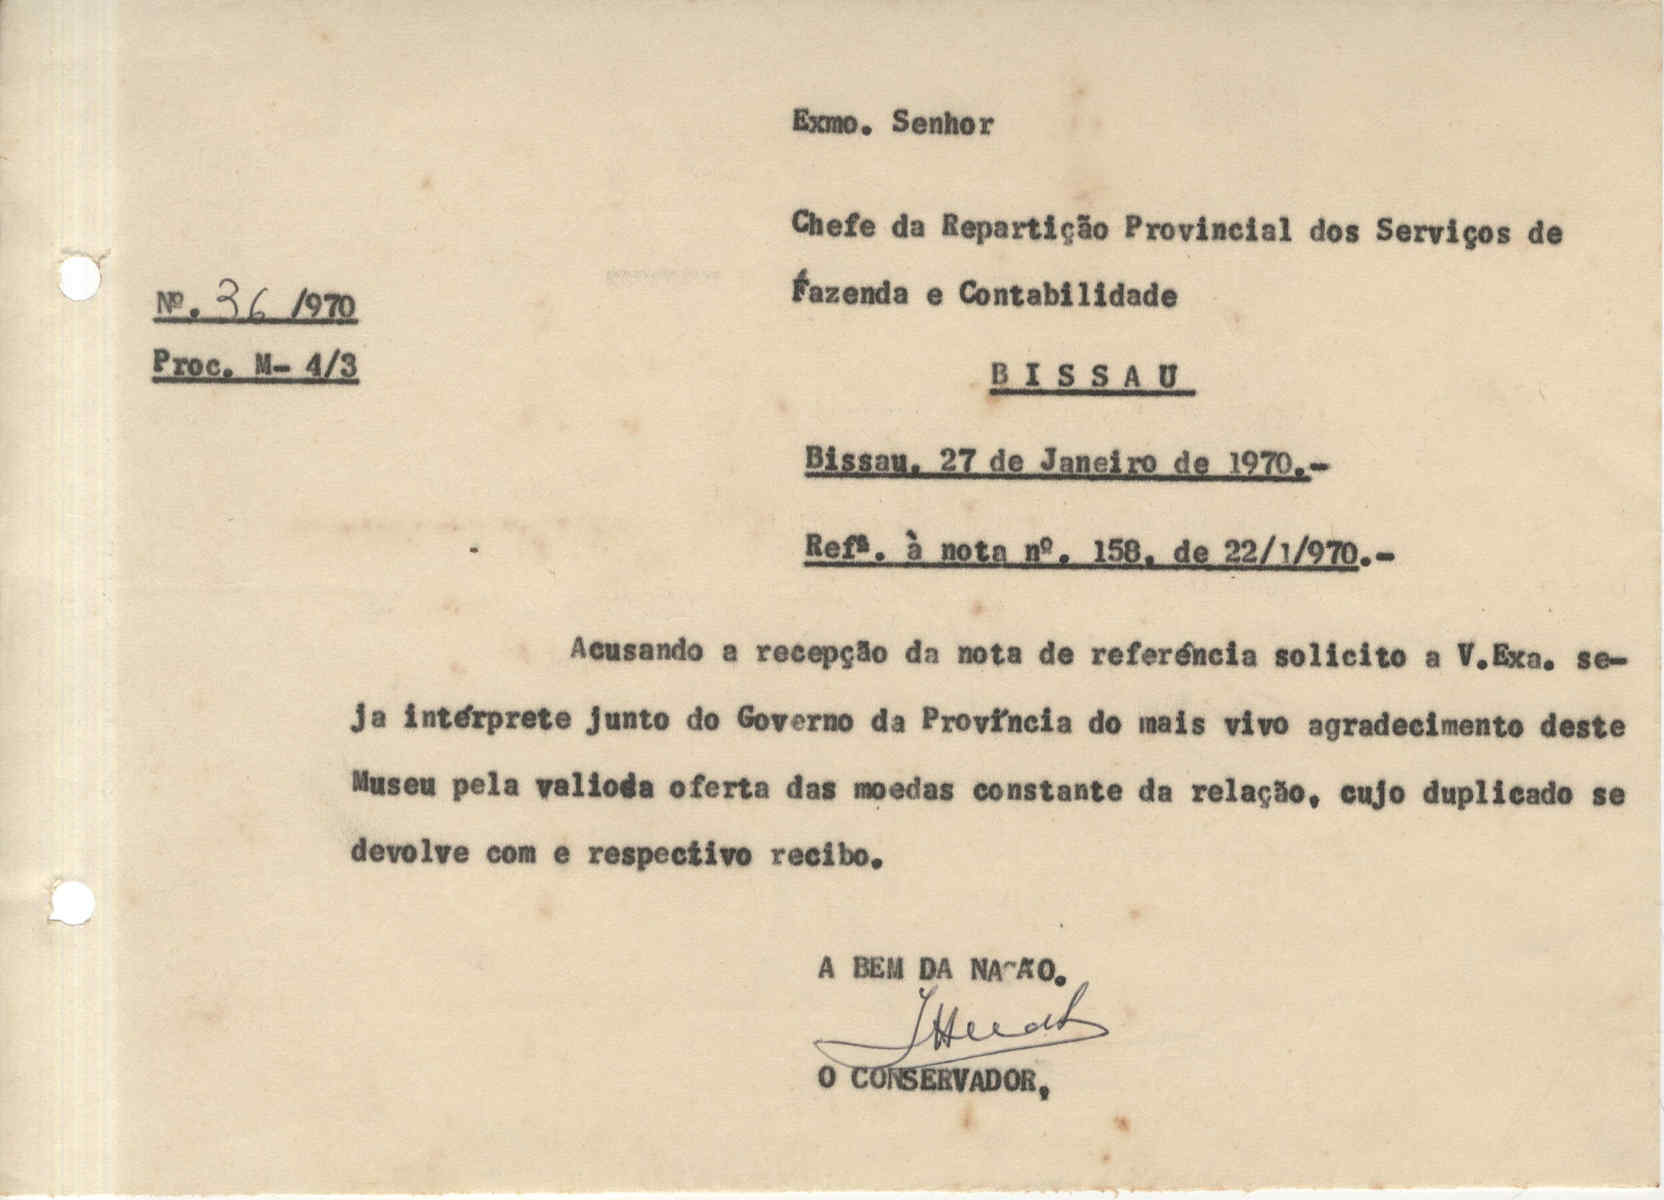 Exmo. Senhor
Chefe da Repartição Provincial dos Serviços de
Fazenda e Contabilidade
Nº. 36 /970
Proc. M- 4/3
BISSAU
Bissau, 27 de Janeiro de 1970.-
Refª. à nota nº. 158, de 22/1/970.-
Acusando a recepção da nota de referência solicito a V.Exa. se-
ja intérprete junto do Governo da Província do mais vivo agradecimento deste
Museu pela valiosa oferta das moedas constante da relação, cujo duplicado se
devolve com e respectivo recibo.
A BEM DA NA~ÃO.
O CONSERVADOR,